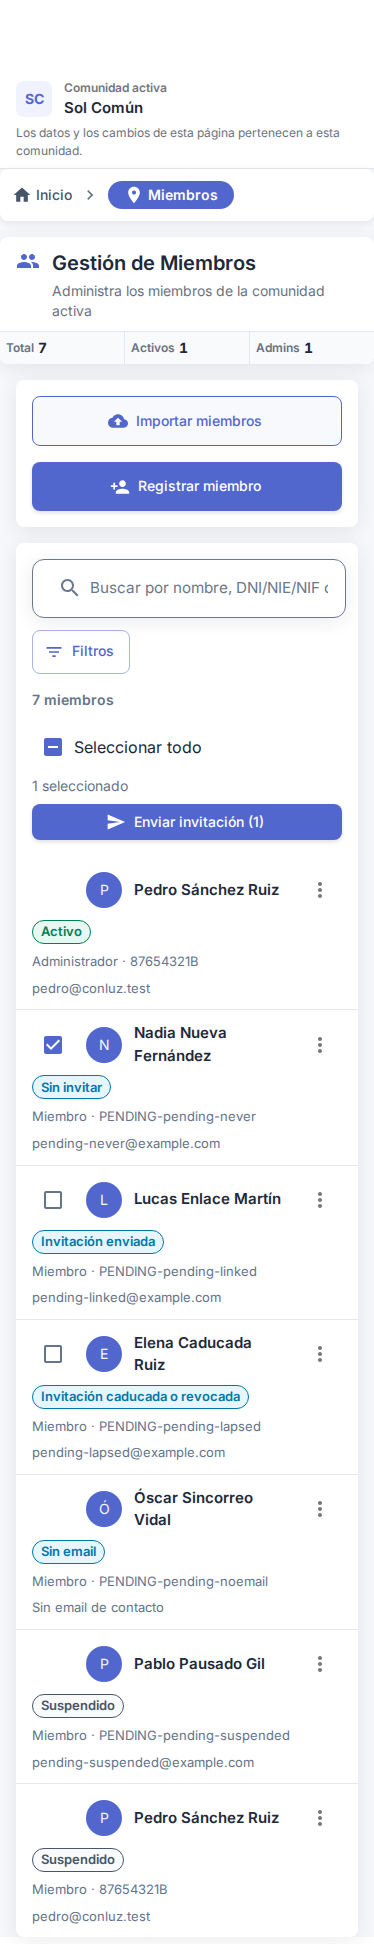 SC
Comunidad activa
Sol Común
Los datos y los cambios de esta página pertenecen a esta
comunidad.
Inicio
Miembros
Gestión de Miembros
Administra los miembros de la comunidad
activa
Total 7
Activos 1
Admins 1
Importar miembros
Registrar miembro
Buscar por nombre, DNI/NIE/NIF
Filtros
7 miembros
Seleccionar todo
1 seleccionado
Enviar invitación (1)
P
Pedro Sánchez Ruiz
Activo
Administrador · 87654321B
pedro@conluz.test
N
Nadia Nueva
Fernández
Sin invitar
Miembro · PENDING-pending-never
pending-never@example.com
L
Lucas Enlace Martín
Invitación enviada
Miembro · PENDING-pending-linked
pending-linked@example.com
E
Elena Caducada
Ruiz
Invitación caducada o revocada
Miembro · PENDING-pending-lapsed
pending-lapsed@example.com
Ó
Óscar Sincorreo
Vidal
Sin email
Miembro · PENDING-pending-noemail
Sin email de contacto
P
Pablo Pausado Gil
Suspendido
Miembro · PENDING-pending-suspended
pending-suspended@example.com
P
Pedro Sánchez Ruiz
Suspendido
Miembro · 87654321B
pedro@conluz.test